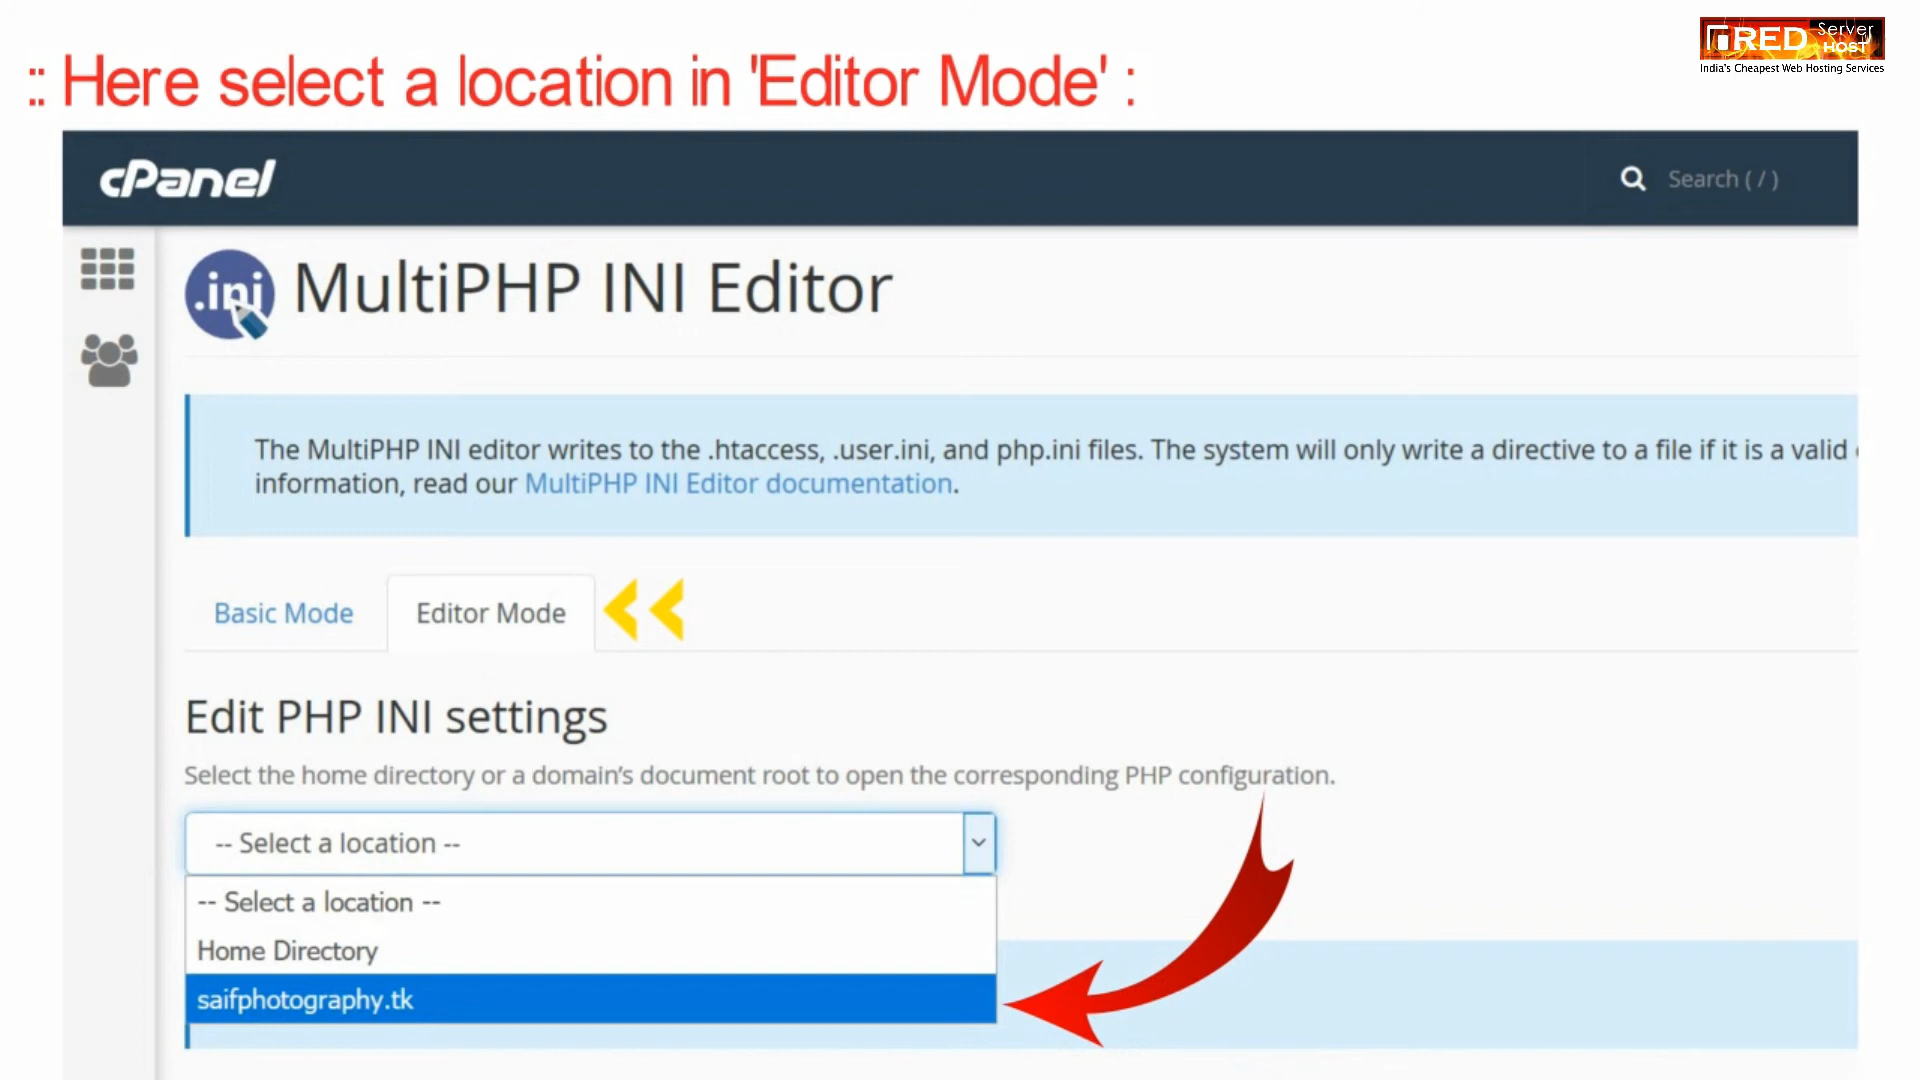 :: Here select a location in 'Editor Mode' :
RED Server HOST
India's Cheapest Web Hosting Services
cPanel
Search ( / )
.ini
MultiPHP INI Editor
The MultiPHP INI editor writes to the .htaccess, .user.ini, and php.ini files. The system will only write a directive to a file if it is a valid
information, read our MultiPHP INI Editor documentation.
Basic Mode
Editor Mode
Edit PHP INI settings
Select the home directory or a domain's document root to open the corresponding PHP configuration.
-- Select a location --
-- Select a location --
Home Directory
saifphotography.tk